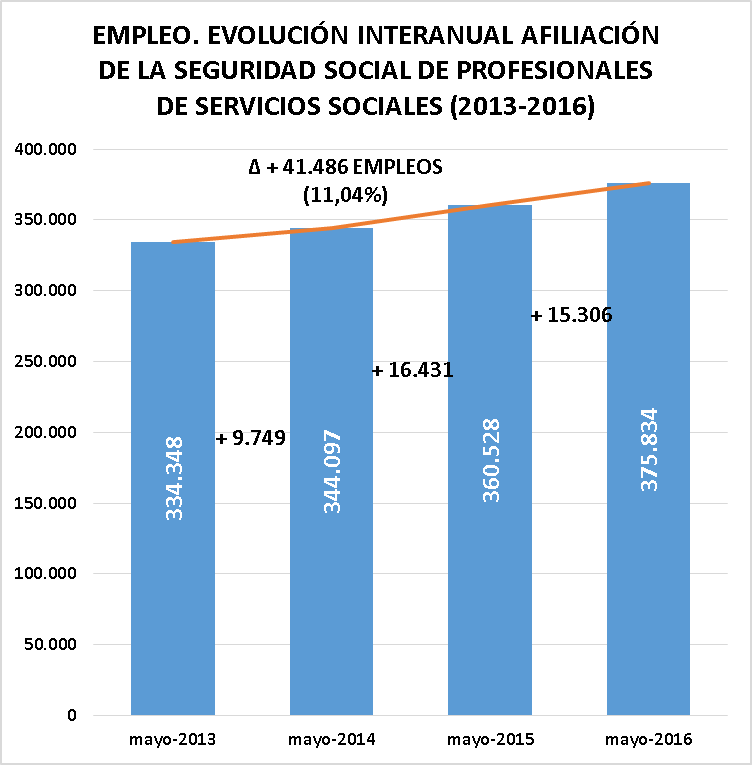 EMPLEO. EVOLUCIÓN INTERANUAL AFILIACIÓN
DE LA SEGURIDAD SOCIAL DE PROFESIONALES
DE SERVICIOS SOCIALES (2013-2016)
400.000
350.000
300.000
250.000
200.000
150.000
100.000
50.000
0
Δ + 41.486 EMPLEOS
(11,04%)
+ 9.749
+ 16.431
+ 15.306
334.348
344.097
360.528
375.834
mayo-2013
mayo-2014
mayo-2015
mayo-2016